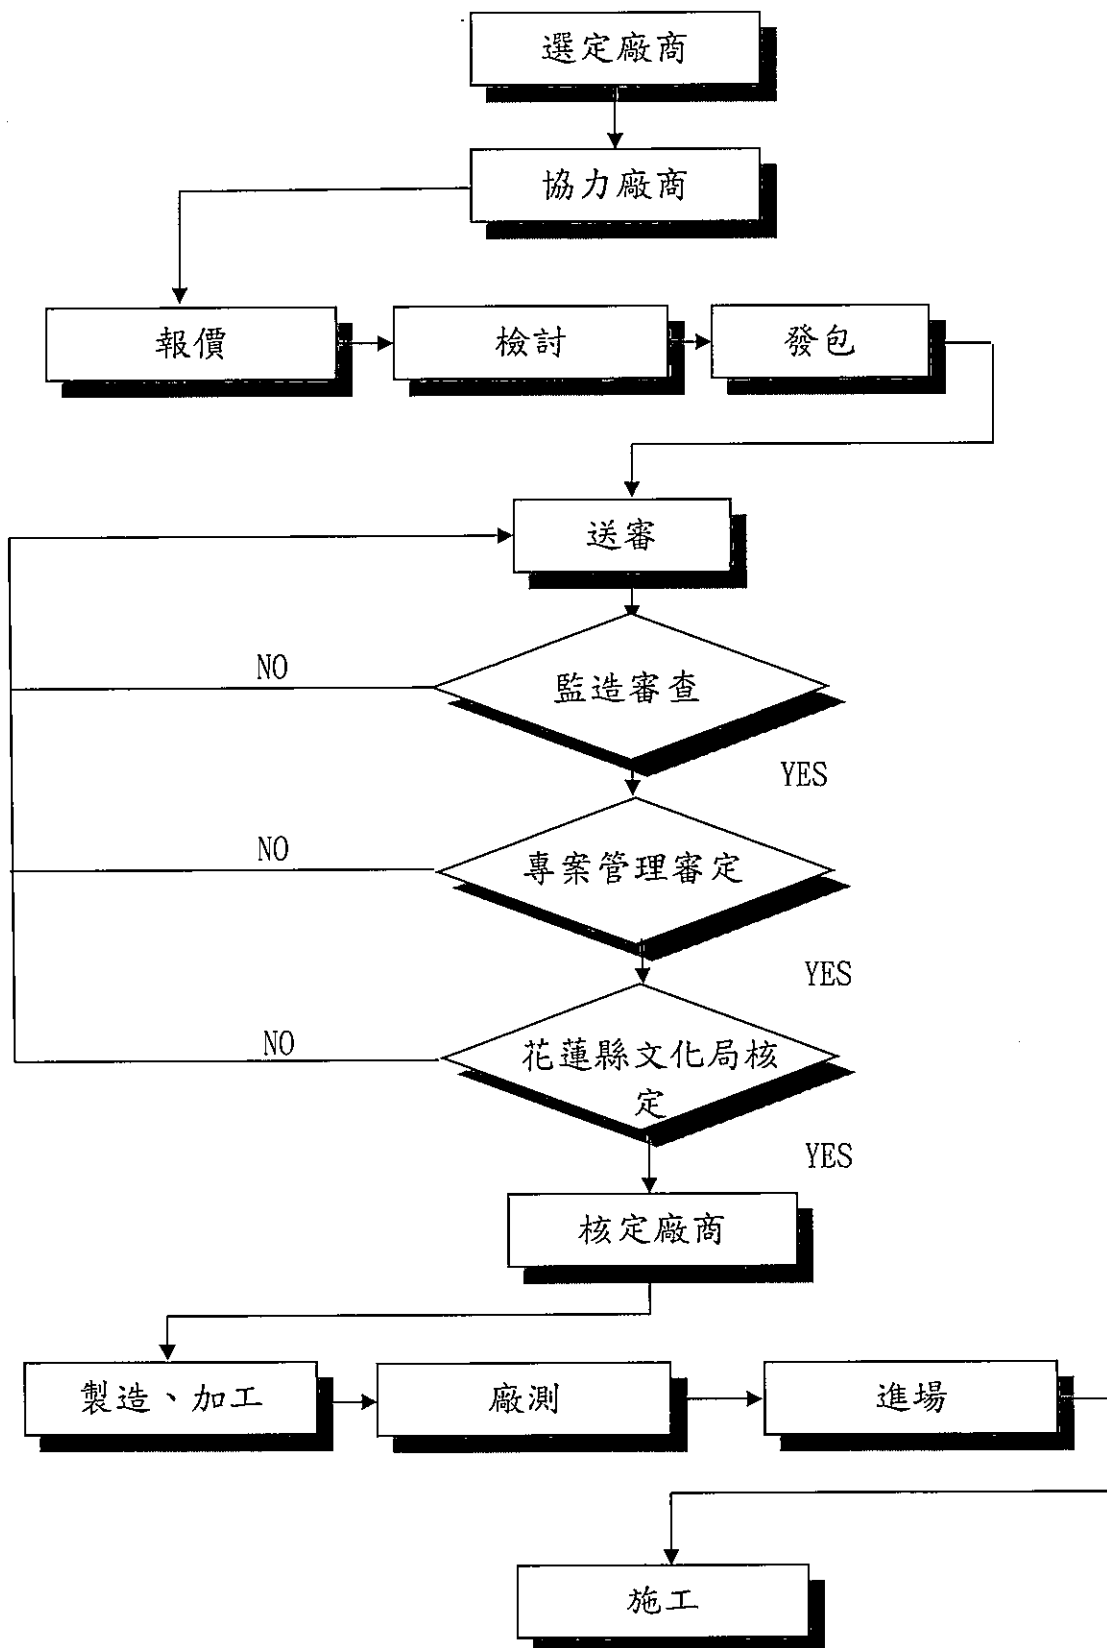 選定廠商
協力廠商
報價
檢討
發包
送審
NO
監造審查
YES
NO
專案管理審定
YES
NO
花蓮縣文化局核
定
YES
核定廠商
製造、加工
廠測
進場
施工